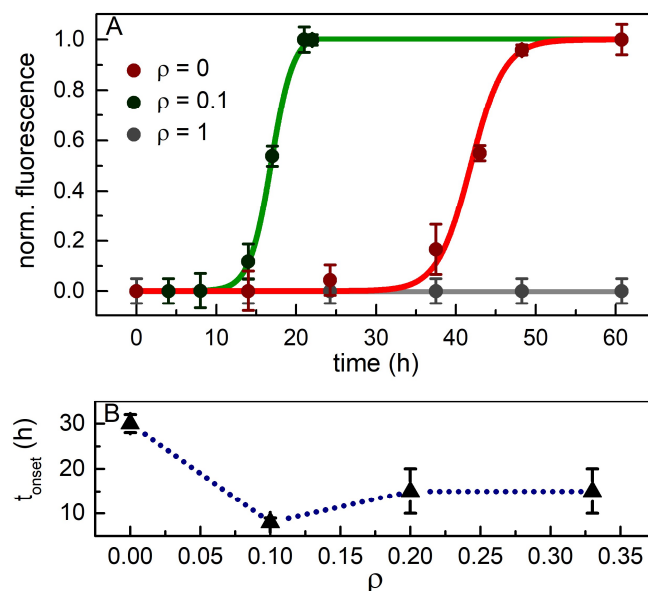 A
1.0
0.8
0.6
0.4
0.2
0.0
norm. fluorescence
ρ = 0
ρ = 0.1
ρ = 1
0 10 20 30 40 50 60
time (h)
B
30
20
10
t_onset (h)
0.00 0.05 0.10 0.15 0.20 0.25 0.30 0.35
ρ